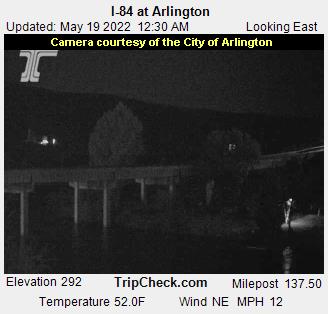 I-84 at Arlington
Updated: May 19 2022 12:30 AM Looking East
Camera courtesy of the City of Arlington
Elevation 292 TripCheck.com Milepost 137.50
Temperature 52.0F Wind NE MPH 12